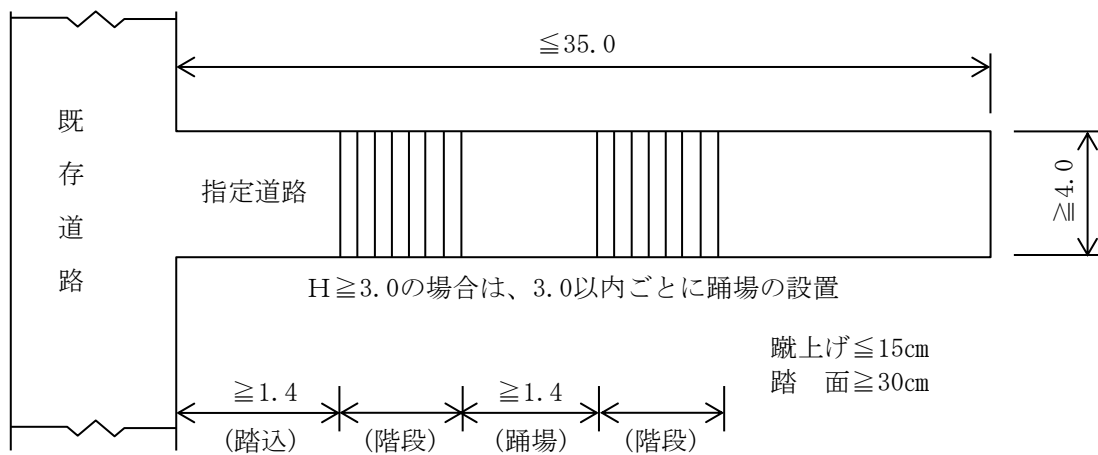 ≦35.0
既存道路
指定道路
≧4.0
H≧3.0の場合は、3.0以内ごとに踊場の設置
蹴上げ≦15㎝
踏　面≧30㎝
≧1.4
≧1.4
(踏込)
(階段)
(踊場)
(階段)